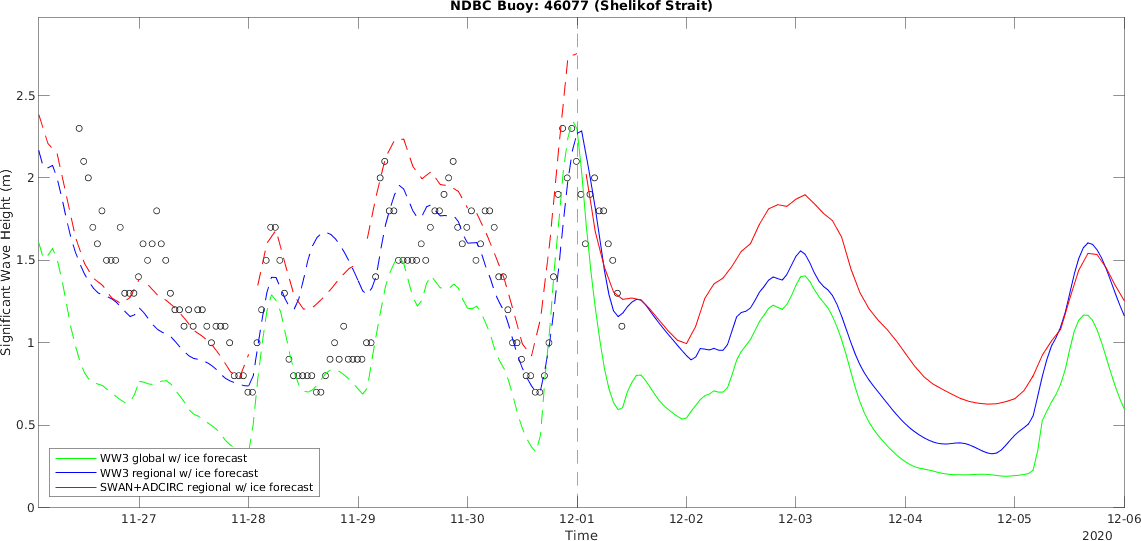 NDBC Buoy: 46077 (Shelikof Strait)
Significant Wave Height (m)
2.5
2
1.5
1
0.5
0
WW3 global w/ ice forecast
WW3 regional w/ ice forecast
SWAN+ADCIRC regional w/ ice forecast
11-27 11-28 11-29 11-30 12-01 12-02 12-03 12-04 12-05 12-06
Time
2020